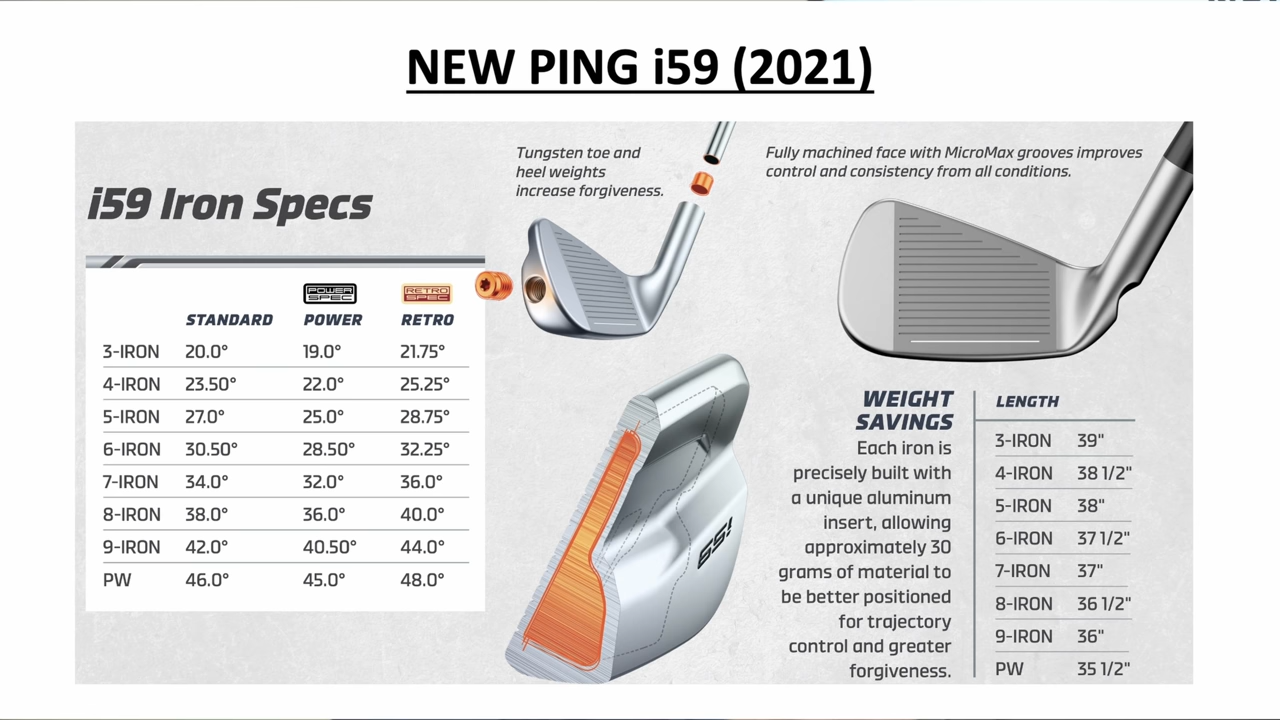 NEW PING i59 (2021)
i59 Iron Specs
POWER SPEC
RETRO SPEC
STANDARD POWER RETRO
3-IRON 20.0° 19.0° 21.75°
4-IRON 23.50° 22.0° 25.25°
5-IRON 27.0° 25.0° 28.75°
6-IRON 30.50° 28.50° 32.25°
7-IRON 34.0° 32.0° 36.0°
8-IRON 38.0° 36.0° 40.0°
9-IRON 42.0° 40.50° 44.0°
PW 46.0° 45.0° 48.0°
Tungsten toe and
heel weights
increase forgiveness.
Fully machined face with MicroMax grooves improves
control and consistency from all conditions.
i59
WEIGHT
SAVINGS
Each iron is
precisely built with
a unique aluminum
insert, allowing
approximately 30
grams of material to
be better positioned
for trajectory
control and greater
forgiveness.
LENGTH
3-IRON 39"
4-IRON 38 1/2"
5-IRON 38"
6-IRON 37 1/2"
7-IRON 37"
8-IRON 36 1/2"
9-IRON 36"
PW 35 1/2"